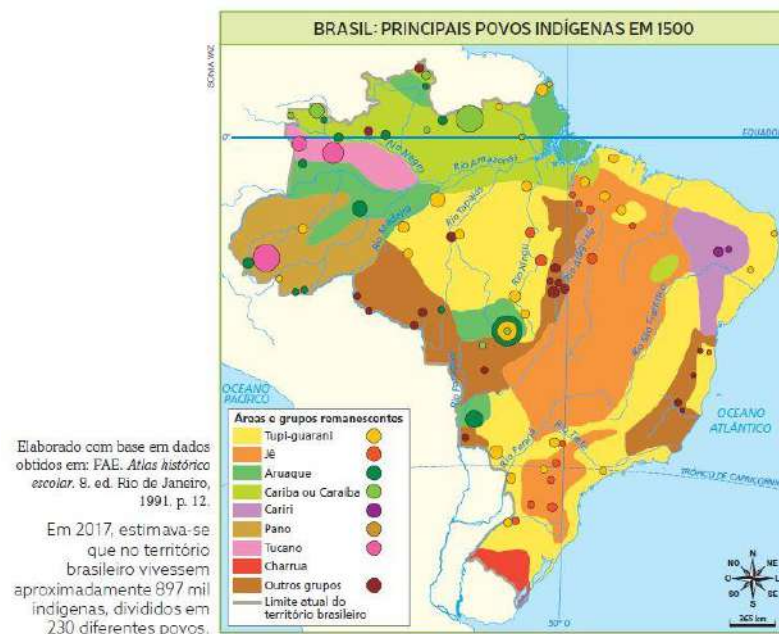 BRASIL: PRINCIPAIS POVOS INDÍGENAS EM 1500
SONIA VAZ
0°
EQUADOR
Rio Negro
Rio Amazonas
Rio Madeira
Rio Tapajós
Rio Xingu
Rio Araguaia
Rio São Francisco
Rio Paraguai
Rio Paraná
Rio Tietê
OCEANO
PACÍFICO
OCEANO
ATLÂNTICO
TRÓPICO DE CAPRICÓRNIO
50° O
Áreas e grupos remanescentes
Tupi-guarani
Jê
Aruaque
Cariba ou Caraíba
Cariri
Pano
Tucano
Charrua
Outros grupos
Limite atual do
território brasileiro
N
NO
NE
O
L
SO
SE
S
365 km
Elaborado com base em dados
obtidos em: FAE. Atlas histórico
escolar. 8. ed. Rio de Janeiro,
1991. p. 12.
Em 2017, estimava-se
que no território
brasileiro vivessem
aproximadamente 897 mil
indígenas, divididos em
230 diferentes povos.